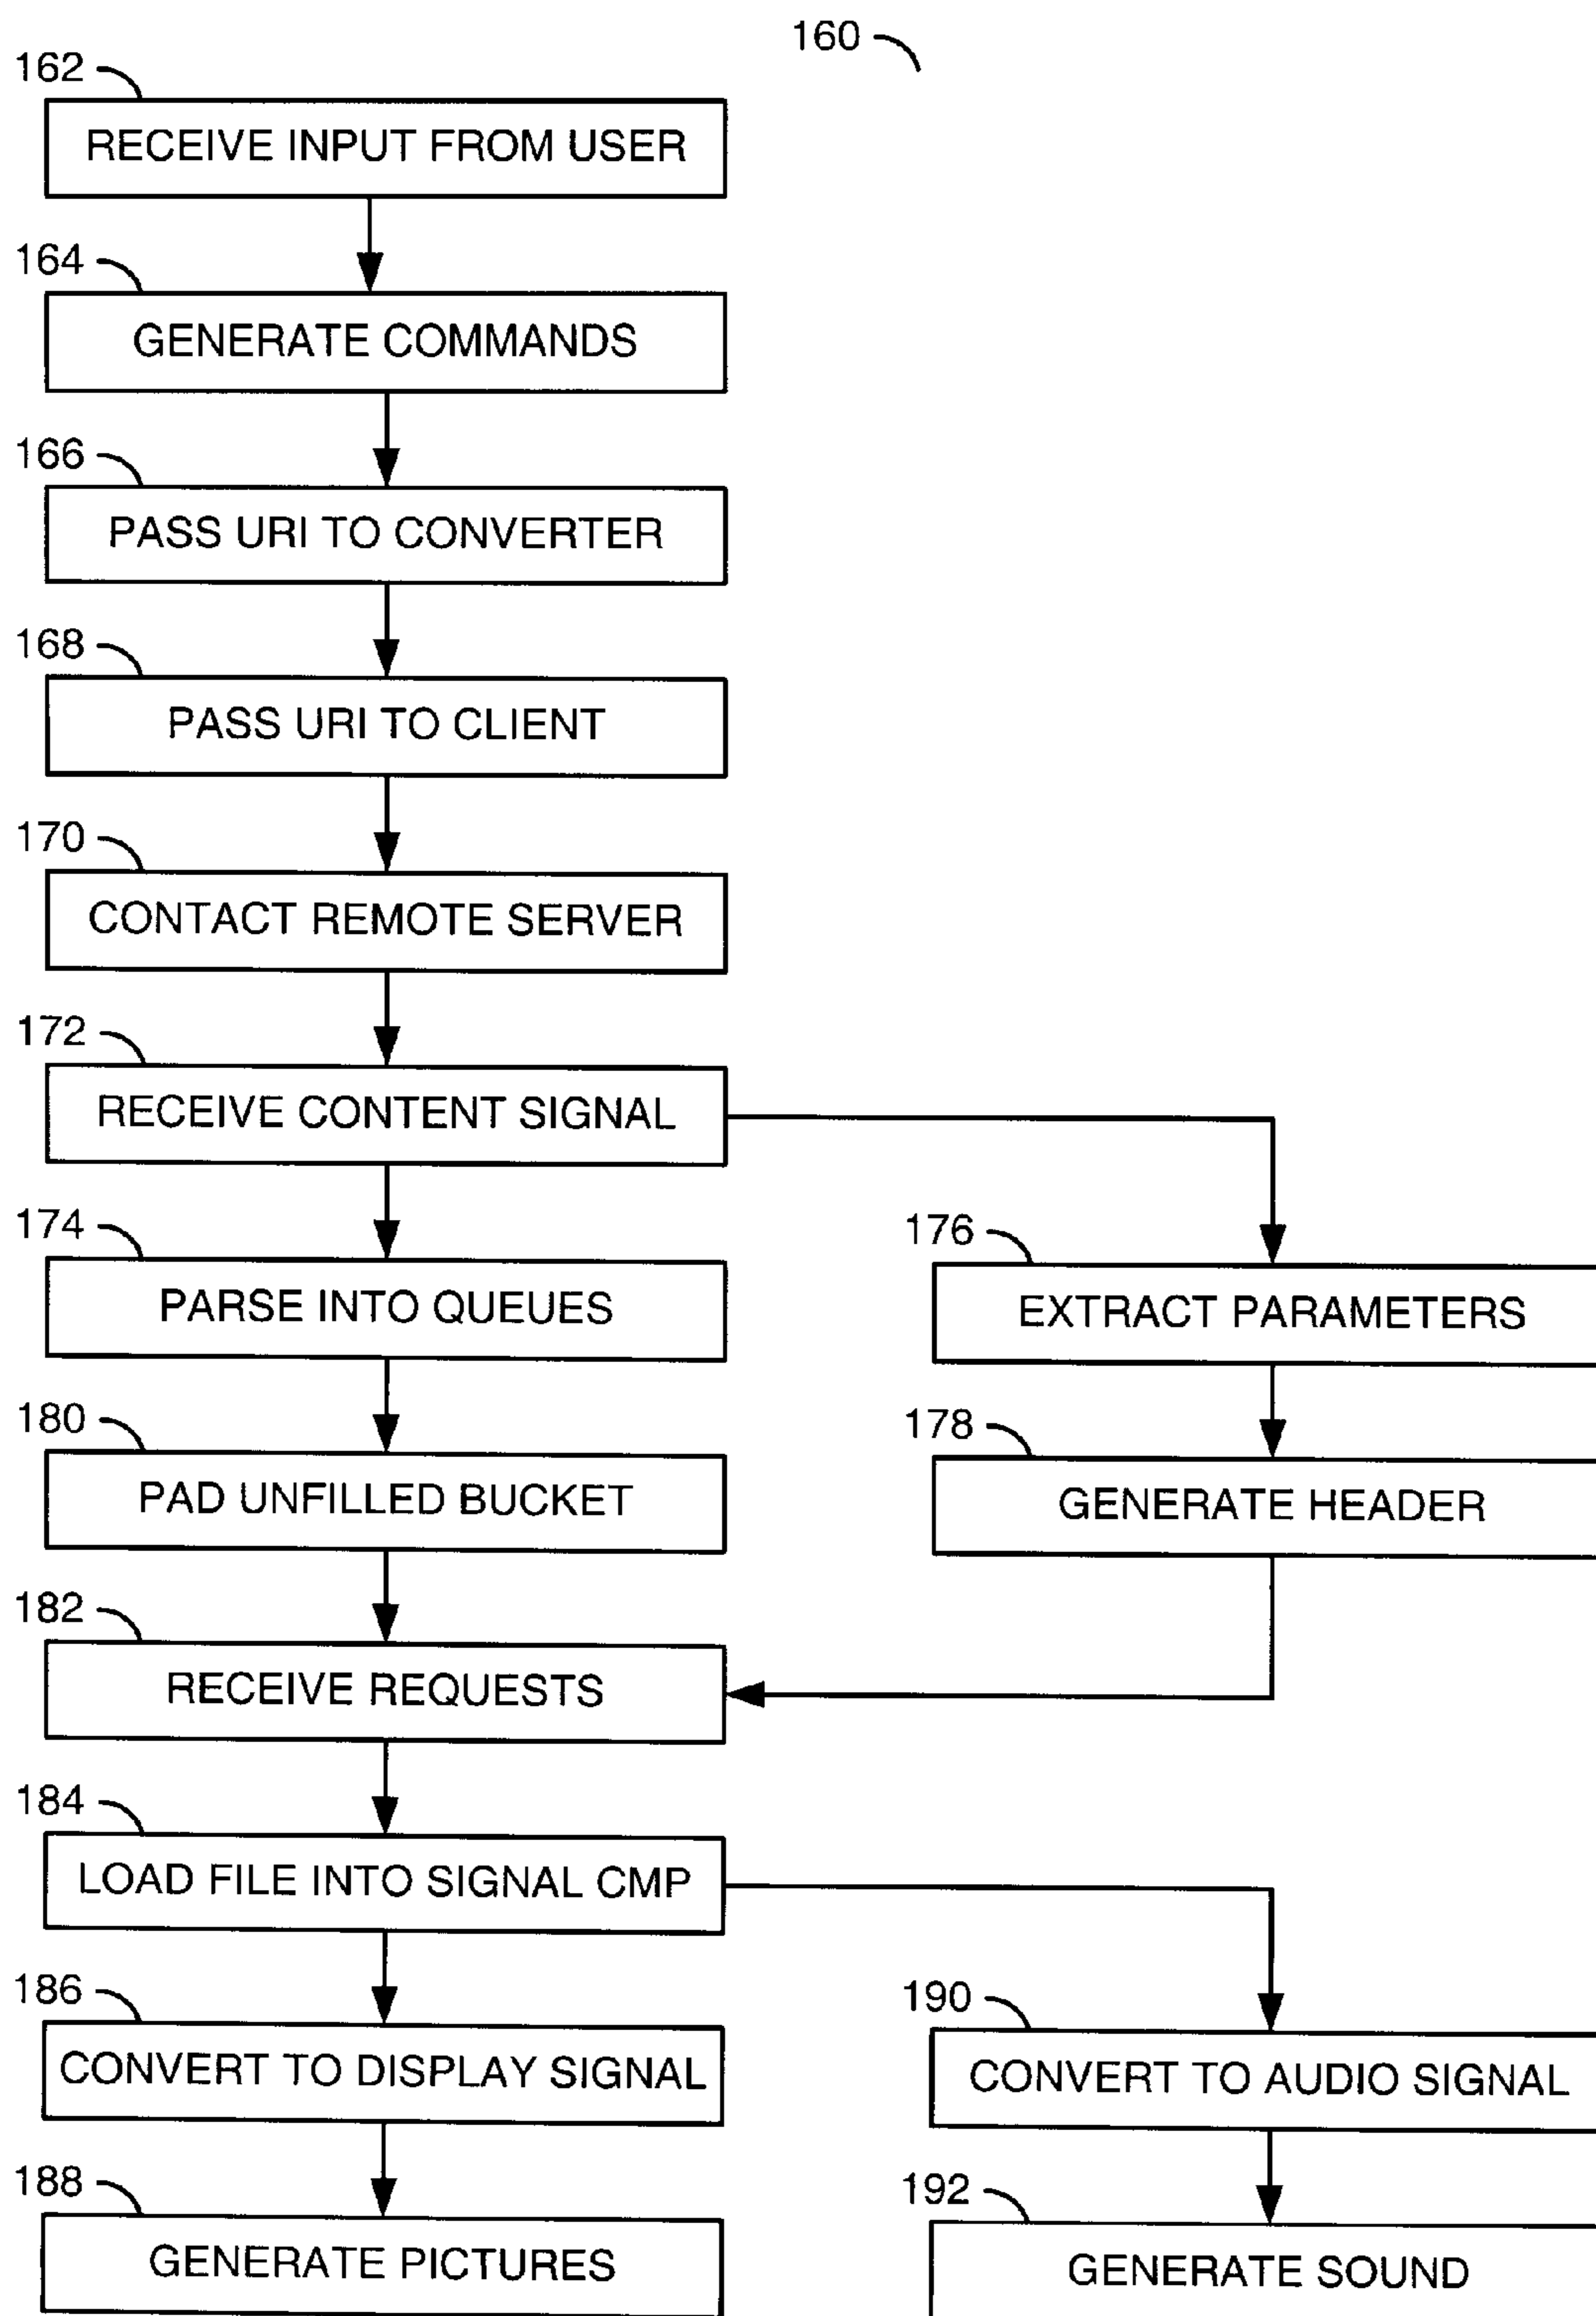 160
162
RECEIVE INPUT FROM USER
164
GENERATE COMMANDS
166
PASS URI TO CONVERTER
168
PASS URI TO CLIENT
170
CONTACT REMOTE SERVER
172
RECEIVE CONTENT SIGNAL
174
PARSE INTO QUEUES
176
EXTRACT PARAMETERS
180
PAD UNFILLED BUCKET
178
GENERATE HEADER
182
RECEIVE REQUESTS
184
LOAD FILE INTO SIGNAL CMP
186
CONVERT TO DISPLAY SIGNAL
190
CONVERT TO AUDIO SIGNAL
188
GENERATE PICTURES
192
GENERATE SOUND